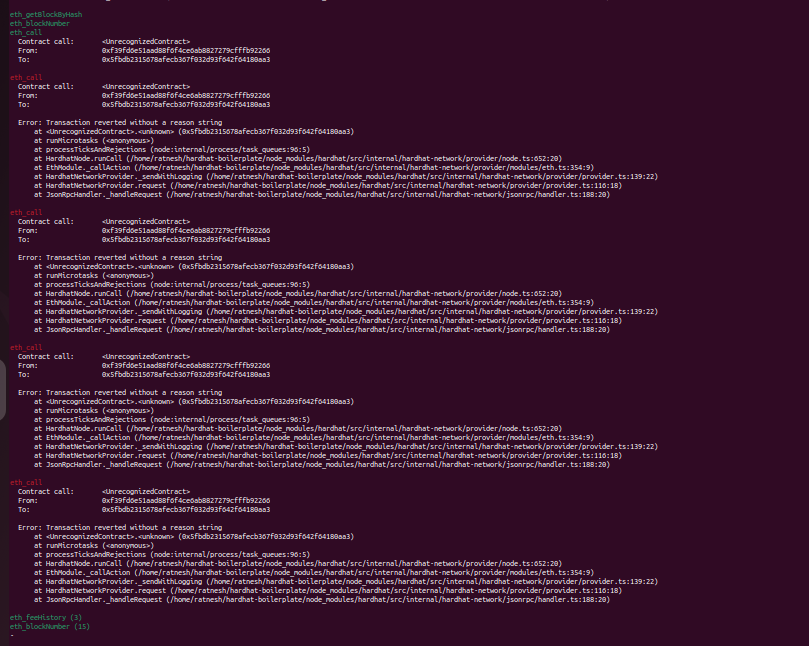 eth_getBlockByHash
eth_blockNumber
eth_call
Contract call: <UnrecognizedContract>
From: 0xf39fd6e51aad88f6f4ce6ab8827279cfffb92266
To: 0x5fbdb2315678afecb367f032d93f642f64180aa3
eth_call
Contract call: <UnrecognizedContract>
From: 0xf39fd6e51aad88f6f4ce6ab8827279cfffb92266
To: 0x5fbdb2315678afecb367f032d93f642f64180aa3
Error: Transaction reverted without a reason string
at <UnrecognizedContract>.<unknown> (0x5fbdb2315678afecb367f032d93f642f64180aa3)
at runMicrotasks (<anonymous>)
at processTicksAndRejections (node:internal/process/task_queues:96:5)
at HardhatNode.runCall (/home/ratnesh/hardhat-boilerplate/node_modules/hardhat/src/internal/hardhat-network/provider/node.ts:652:20)
at EthModule._callAction (/home/ratnesh/hardhat-boilerplate/node_modules/hardhat/src/internal/hardhat-network/provider/modules/eth.ts:354:9)
at HardhatNetworkProvider._sendWithLogging (/home/ratnesh/hardhat-boilerplate/node_modules/hardhat/src/internal/hardhat-network/provider/provider.ts:139:22)
at HardhatNetworkProvider.request (/home/ratnesh/hardhat-boilerplate/node_modules/hardhat/src/internal/hardhat-network/provider/provider.ts:116:18)
at JsonRpcHandler._handleRequest (/home/ratnesh/hardhat-boilerplate/node_modules/hardhat/src/internal/hardhat-network/jsonrpc/handler.ts:188:20)
eth_call
Contract call: <UnrecognizedContract>
From: 0xf39fd6e51aad88f6f4ce6ab8827279cfffb92266
To: 0x5fbdb2315678afecb367f032d93f642f64180aa3
Error: Transaction reverted without a reason string
at <UnrecognizedContract>.<unknown> (0x5fbdb2315678afecb367f032d93f642f64180aa3)
at runMicrotasks (<anonymous>)
at processTicksAndRejections (node:internal/process/task_queues:96:5)
at HardhatNode.runCall (/home/ratnesh/hardhat-boilerplate/node_modules/hardhat/src/internal/hardhat-network/provider/node.ts:652:20)
at EthModule._callAction (/home/ratnesh/hardhat-boilerplate/node_modules/hardhat/src/internal/hardhat-network/provider/modules/eth.ts:354:9)
at HardhatNetworkProvider._sendWithLogging (/home/ratnesh/hardhat-boilerplate/node_modules/hardhat/src/internal/hardhat-network/provider/provider.ts:139:22)
at HardhatNetworkProvider.request (/home/ratnesh/hardhat-boilerplate/node_modules/hardhat/src/internal/hardhat-network/provider/provider.ts:116:18)
at JsonRpcHandler._handleRequest (/home/ratnesh/hardhat-boilerplate/node_modules/hardhat/src/internal/hardhat-network/jsonrpc/handler.ts:188:20)
eth_call
Contract call: <UnrecognizedContract>
From: 0xf39fd6e51aad88f6f4ce6ab8827279cfffb92266
To: 0x5fbdb2315678afecb367f032d93f642f64180aa3
Error: Transaction reverted without a reason string
at <UnrecognizedContract>.<unknown> (0x5fbdb2315678afecb367f032d93f642f64180aa3)
at runMicrotasks (<anonymous>)
at processTicksAndRejections (node:internal/process/task_queues:96:5)
at HardhatNode.runCall (/home/ratnesh/hardhat-boilerplate/node_modules/hardhat/src/internal/hardhat-network/provider/node.ts:652:20)
at EthModule._callAction (/home/ratnesh/hardhat-boilerplate/node_modules/hardhat/src/internal/hardhat-network/provider/modules/eth.ts:354:9)
at HardhatNetworkProvider._sendWithLogging (/home/ratnesh/hardhat-boilerplate/node_modules/hardhat/src/internal/hardhat-network/provider/provider.ts:139:22)
at HardhatNetworkProvider.request (/home/ratnesh/hardhat-boilerplate/node_modules/hardhat/src/internal/hardhat-network/provider/provider.ts:116:18)
at JsonRpcHandler._handleRequest (/home/ratnesh/hardhat-boilerplate/node_modules/hardhat/src/internal/hardhat-network/jsonrpc/handler.ts:188:20)
eth_call
Contract call: <UnrecognizedContract>
From: 0xf39fd6e51aad88f6f4ce6ab8827279cfffb92266
To: 0x5fbdb2315678afecb367f032d93f642f64180aa3
Error: Transaction reverted without a reason string
at <UnrecognizedContract>.<unknown> (0x5fbdb2315678afecb367f032d93f642f64180aa3)
at runMicrotasks (<anonymous>)
at processTicksAndRejections (node:internal/process/task_queues:96:5)
at HardhatNode.runCall (/home/ratnesh/hardhat-boilerplate/node_modules/hardhat/src/internal/hardhat-network/provider/node.ts:652:20)
at EthModule._callAction (/home/ratnesh/hardhat-boilerplate/node_modules/hardhat/src/internal/hardhat-network/provider/modules/eth.ts:354:9)
at HardhatNetworkProvider._sendWithLogging (/home/ratnesh/hardhat-boilerplate/node_modules/hardhat/src/internal/hardhat-network/provider/provider.ts:139:22)
at HardhatNetworkProvider.request (/home/ratnesh/hardhat-boilerplate/node_modules/hardhat/src/internal/hardhat-network/provider/provider.ts:116:18)
at JsonRpcHandler._handleRequest (/home/ratnesh/hardhat-boilerplate/node_modules/hardhat/src/internal/hardhat-network/jsonrpc/handler.ts:188:20)
eth_feeHistory (3)
eth_blockNumber (15)